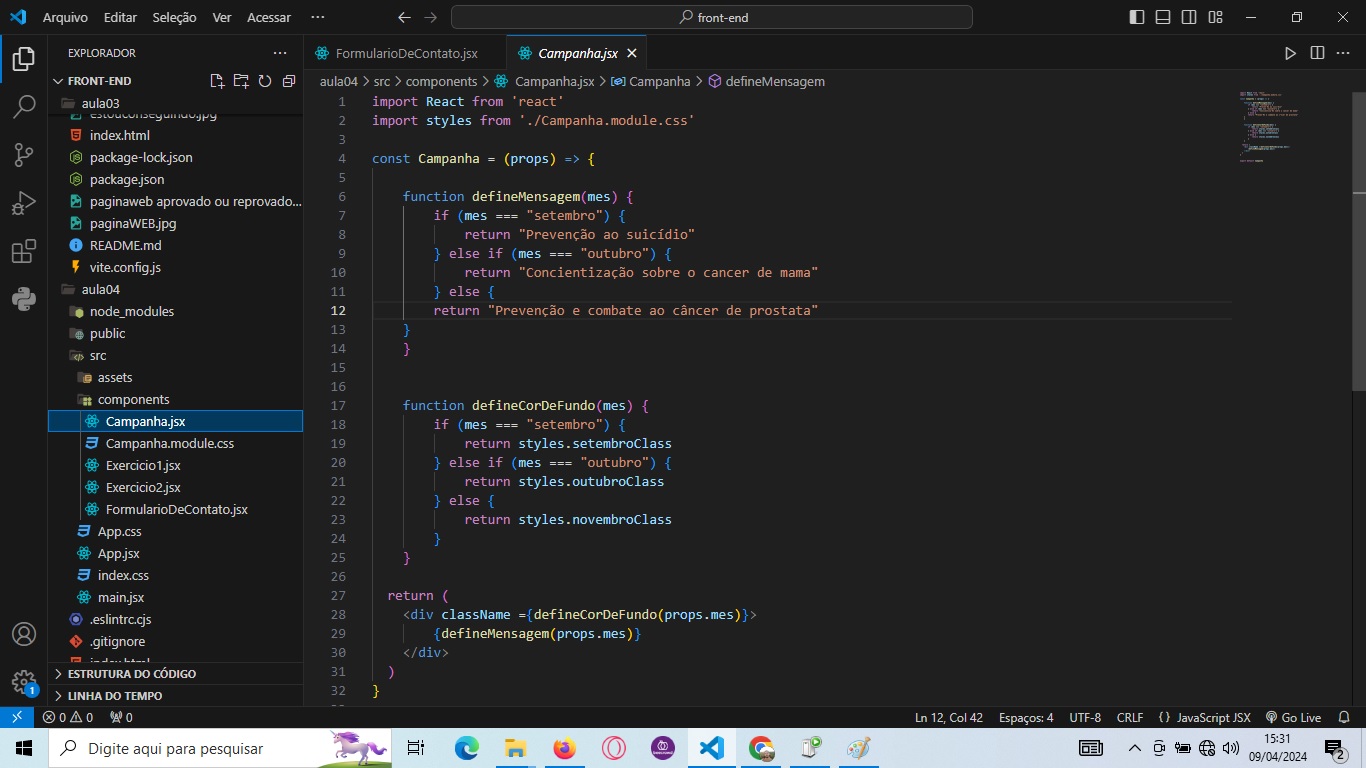 Arquivo Editar Seleção Ver Acessar ··· front-end
EXPLORADOR ···
FRONT-END
aula03
estouconseguindo.jpg
index.html
package-lock.json
package.json
paginaweb aprovado ou reprovado...
paginaWEB.jpg
README.md
vite.config.js
aula04
node_modules
public
src
assets
components
Campanha.jsx
Campanha.module.css
Exercicio1.jsx
Exercicio2.jsx
FormularioDeContato.jsx
App.css
App.jsx
index.css
main.jsx
.eslintrc.cjs
.gitignore
index.html
ESTRUTURA DO CÓDIGO
LINHA DO TEMPO
FormularioDeContato.jsx Campanha.jsx
aula04 > src > components > Campanha.jsx > Campanha > defineMensagem
1 import React from 'react'
2 import styles from './Campanha.module.css'
3
4 const Campanha = (props) => {
5
6 function defineMensagem(mes) {
7 if (mes === "setembro") {
8 return "Prevenção ao suicídio"
9 } else if (mes === "outubro") {
10 return "Concientização sobre o cancer de mama"
11 } else {
12 return "Prevenção e combate ao câncer de prostata"
13 }
14 }
15
16
17 function defineCorDeFundo(mes) {
18 if (mes === "setembro") {
19 return styles.setembroClass
20 } else if (mes === "outubro") {
21 return styles.outubroClass
22 } else {
23 return styles.novembroClass
24 }
25 }
26
27 return (
28 <div className ={defineCorDeFundo(props.mes)}>
29 {defineMensagem(props.mes)}
30 </div>
31 )
32 }
1
0 0 0 Ln 12, Col 42 Espaços: 4 UTF-8 CRLF {} JavaScript JSX Go Live
Digite aqui para pesquisar
15:31
09/04/2024
2